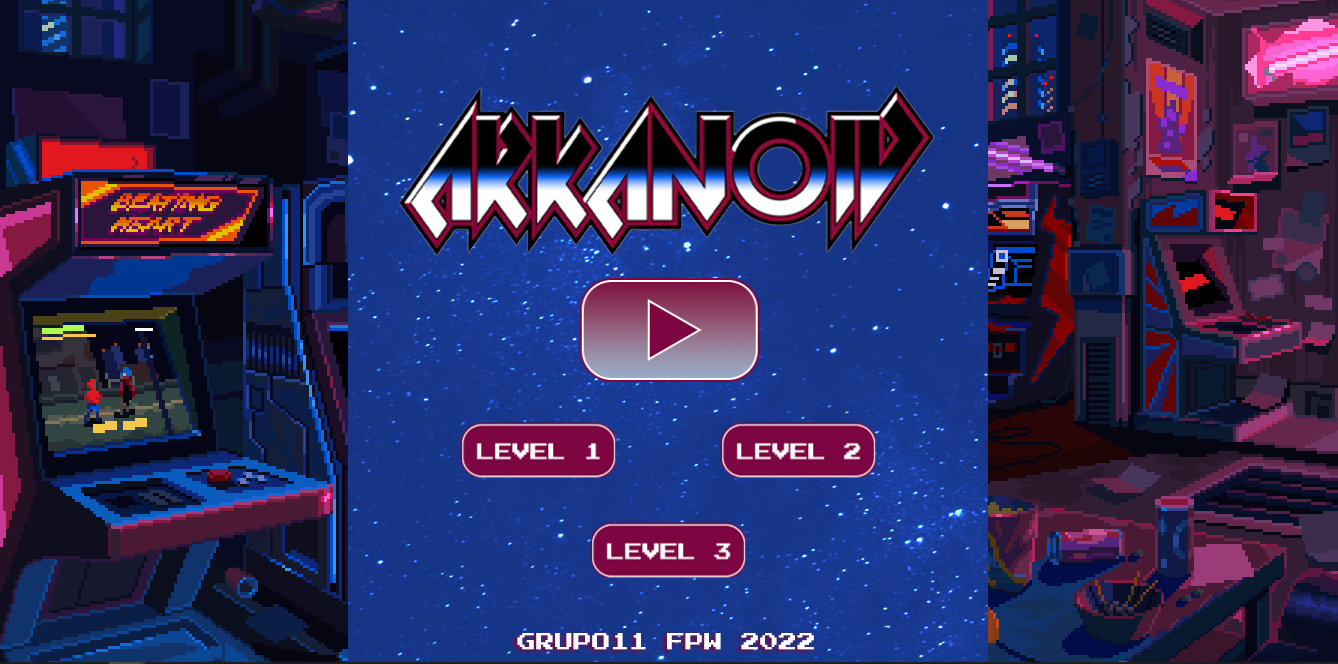 BEATING
HEART
ARKANOID
LEVEL 1
LEVEL 2
LEVEL 3
GRUPO11 FPW 2022